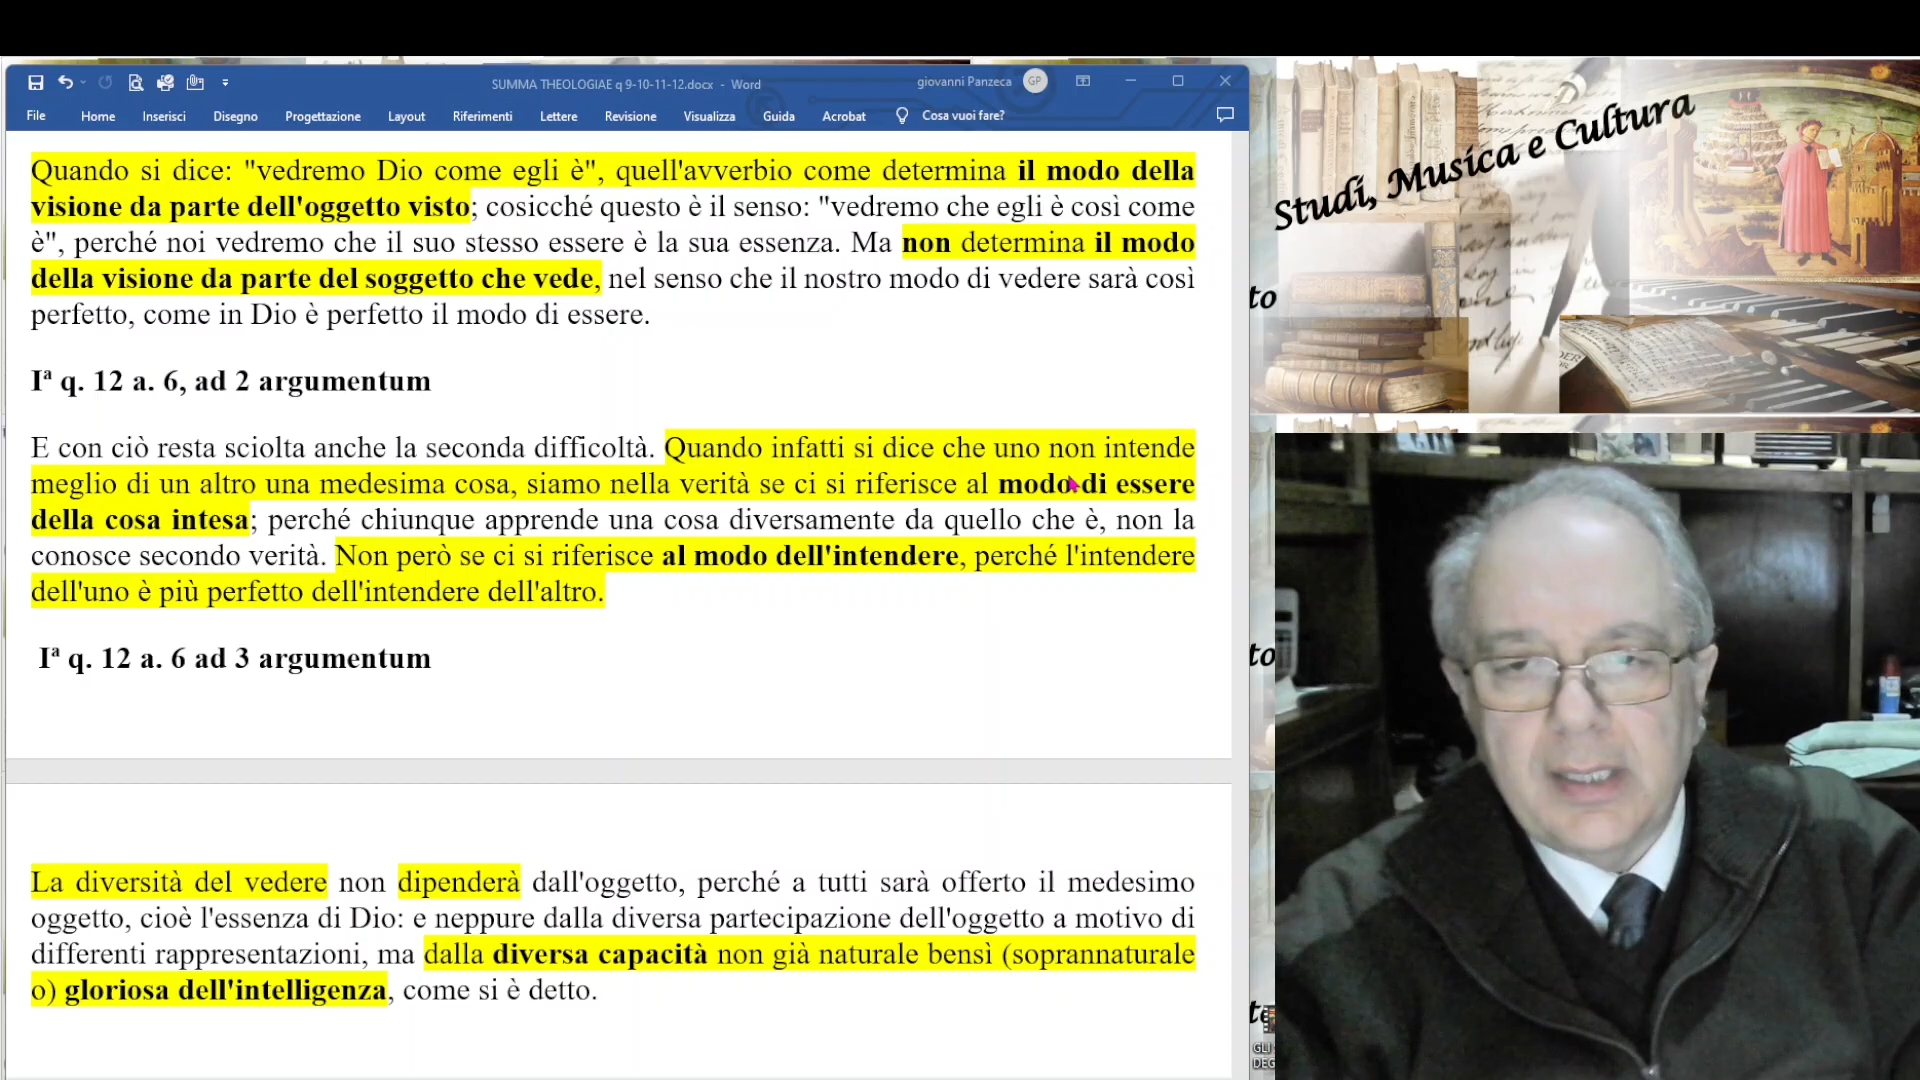 SUMMA THEOLOGIAE q 9-10-11-12.docx - Word
giovanni Panzeca
GP
File Home Inserisci Disegno Progettazione Layout Riferimenti Lettere Revisione Visualizza Guida Acrobat Cosa vuoi fare?
Quando si dice: "vedremo Dio come egli è", quell'avverbio come determina il modo della
visione da parte dell'oggetto visto; cosicché questo è il senso: "vedremo che egli è così come
è", perché noi vedremo che il suo stesso essere è la sua essenza. Ma non determina il modo
della visione da parte del soggetto che vede, nel senso che il nostro modo di vedere sarà così
perfetto, come in Dio è perfetto il modo di essere.
Iª q. 12 a. 6, ad 2 argumentum
E con ciò resta sciolta anche la seconda difficoltà. Quando infatti si dice che uno non intende
meglio di un altro una medesima cosa, siamo nella verità se ci si riferisce al modo di essere
della cosa intesa; perché chiunque apprende una cosa diversamente da quello che è, non la
conosce secondo verità. Non però se ci si riferisce al modo dell'intendere, perché l'intendere
dell'uno è più perfetto dell'intendere dell'altro.
Iª q. 12 a. 6 ad 3 argumentum
La diversità del vedere non dipenderà dall'oggetto, perché a tutti sarà offerto il medesimo
oggetto, cioè l'essenza di Dio: e neppure dalla diversa partecipazione dell'oggetto a motivo di
differenti rappresentazioni, ma dalla diversa capacità non già naturale bensì (soprannaturale
o) gloriosa dell'intelligenza, come si è detto.
Studi, Musica e Cultura
to
to
te
GLI
DEG